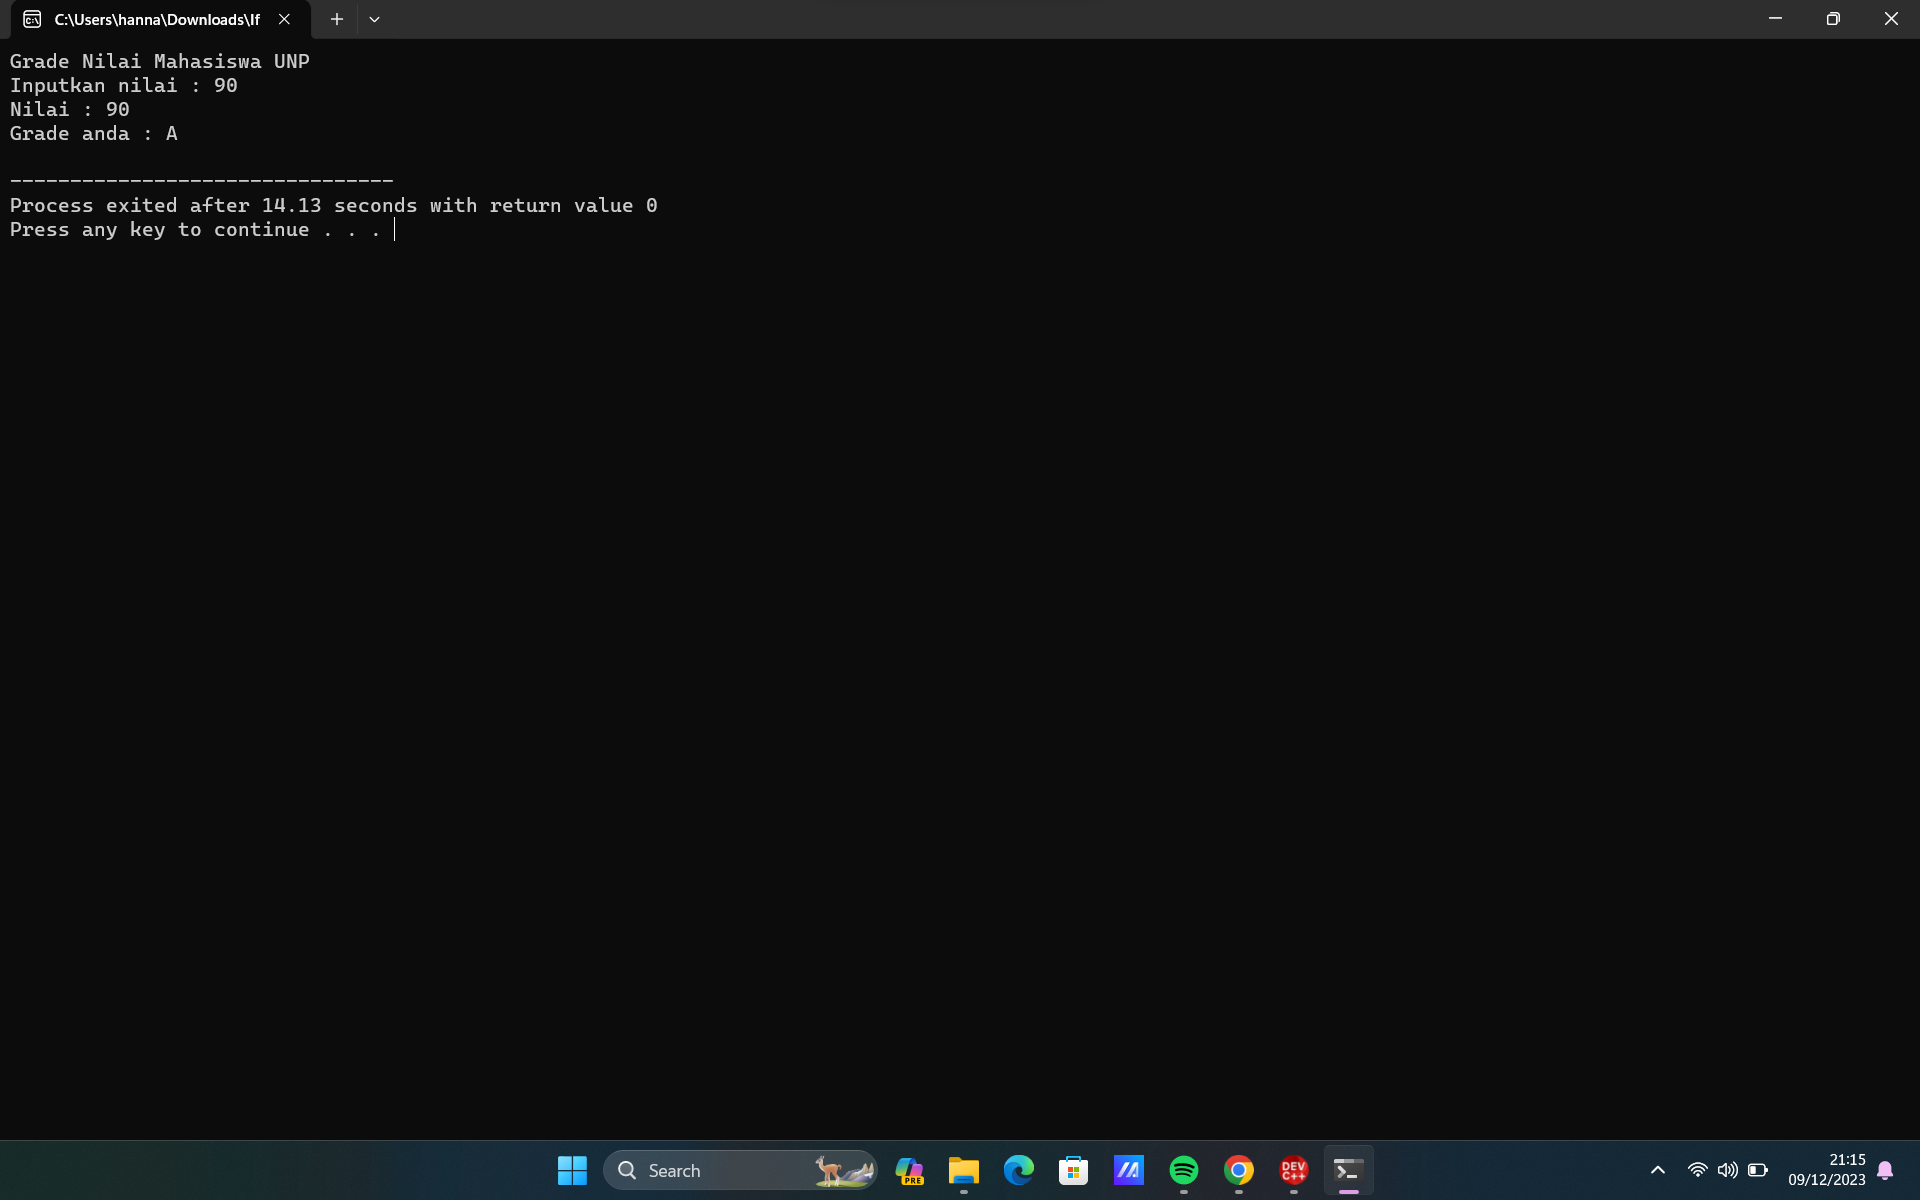 C:\Users\hanna\Downloads\If
Grade Nilai Mahasiswa UNP
Inputkan nilai : 90
Nilai : 90
Grade anda : A
--------------------------------
Process exited after 14.13 seconds with return value 0
Press any key to continue . . .
Search
PRE
DEV
C++
21:15
09/12/2023